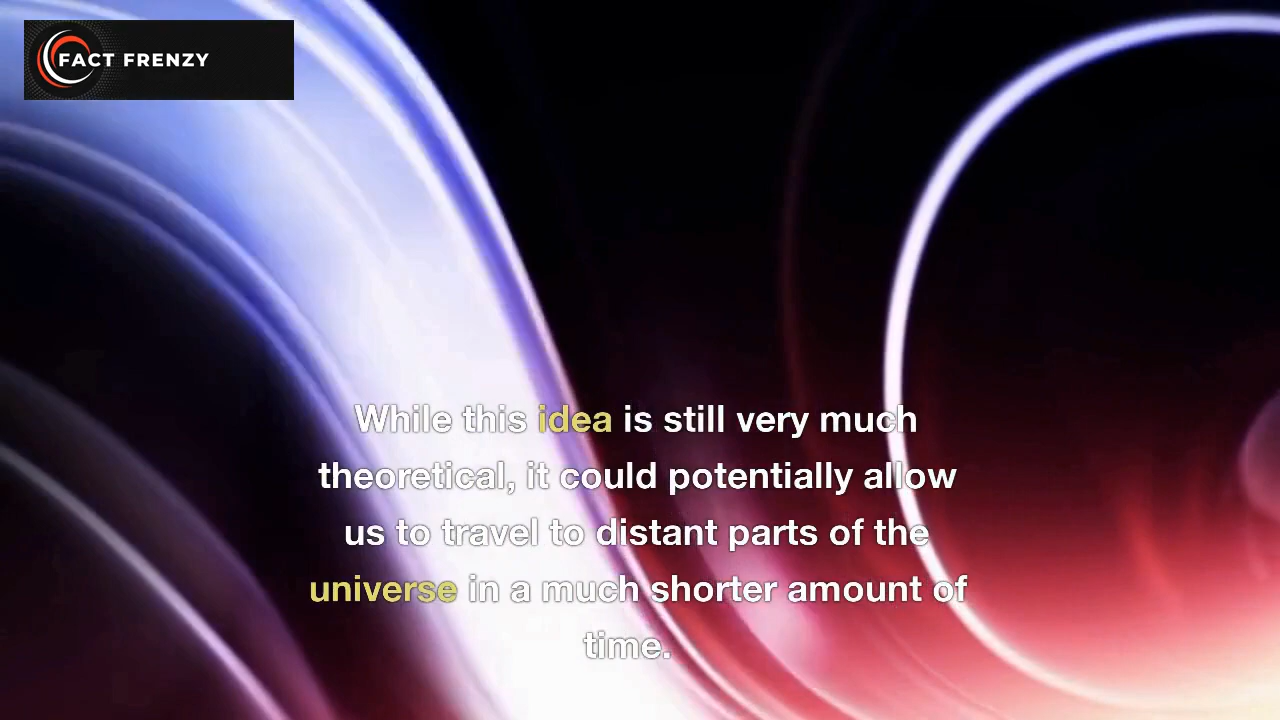 FACT FRENZY
While this idea is still very much
theoretical, it could potentially allow
us to travel to distant parts of the
universe in a much shorter amount of
time.